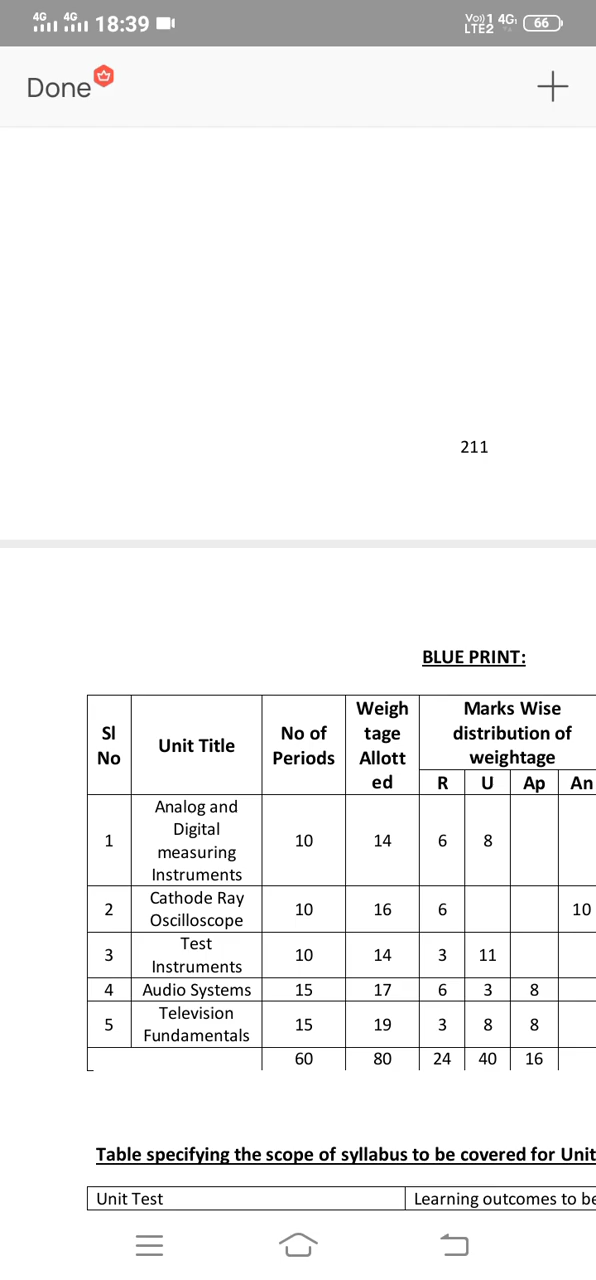 4G 4G 18:39 Vo)) 1 4G
LTE2 66
Done
211
BLUE PRINT:
Sl No Unit Title No of Periods Weigh tage Allott ed Marks Wise distribution of weightage
R U Ap An
1 Analog and Digital measuring Instruments 10 14 6 8
2 Cathode Ray Oscilloscope 10 16 6 10
3 Test Instruments 10 14 3 11
4 Audio Systems 15 17 6 3 8
5 Television Fundamentals 15 19 3 8 8
60 80 24 40 16
Table specifying the scope of syllabus to be covered for Unit
Unit Test Learning outcomes to be